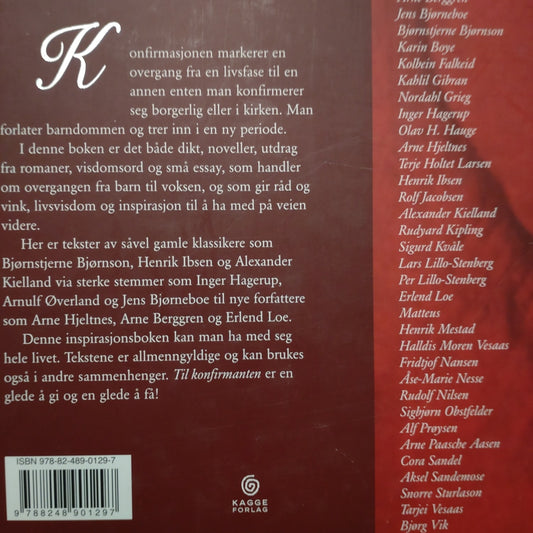 Konfirmasjonen markerer en
overgang fra en livsfase til en
annen enten man konfirmerer
seg borgerlig eller i kirken. Man
forlater barndommen og trer inn i en ny periode.
I denne boken er det både dikt, noveller, utdrag
fra romaner, visdomsord og små essay, som handler
om overgangen fra barn til voksen, og som gir råd og
vink, livsvisdom og inspirasjon til å ha med på veien
videre.
Her er tekster av såvel gamle klassikere som
Bjørnstjerne Bjørnson, Henrik Ibsen og Alexander
Kielland via sterke stemmer som Inger Hagerup,
Arnulf Øverland og Jens Bjørneboe til nye forfattere
som Arne Hjeltnes, Arne Berggren og Erlend Loe.
Denne inspirasjonsboken kan man ha med seg
hele livet. Tekstene er allmenngyldige og kan brukes
også i andre sammenhenger. Til konfirmanten er en
glede å gi og en glede å få!
ISBN 978-82-489-0129-7
9 788248 901297
KAGGE
FORLAG
Arne Berggren
Jens Bjørneboe
Bjørnstjerne Bjørnson
Karin Boye
Kolbein Falkeid
Kahlil Gibran
Nordahl Grieg
Inger Hagerup
Olav H. Hauge
Arne Hjeltnes
Terje Holtet Larsen
Henrik Ibsen
Rolf Jacobsen
Alexander Kielland
Rudyard Kipling
Sigurd Kvåle
Lars Lillo-Stenberg
Per Lillo-Stenberg
Erlend Loe
Matteus
Henrik Mestad
Halldis Moren Vesaas
Fridtjof Nansen
Åse-Marie Nesse
Rudolf Nilsen
Sigbjørn Obstfelder
Alf Prøysen
Arne Paasche Aasen
Cora Sandel
Aksel Sandemose
Snorre Sturlason
Tarjei Vesaas
Bjørg Vik